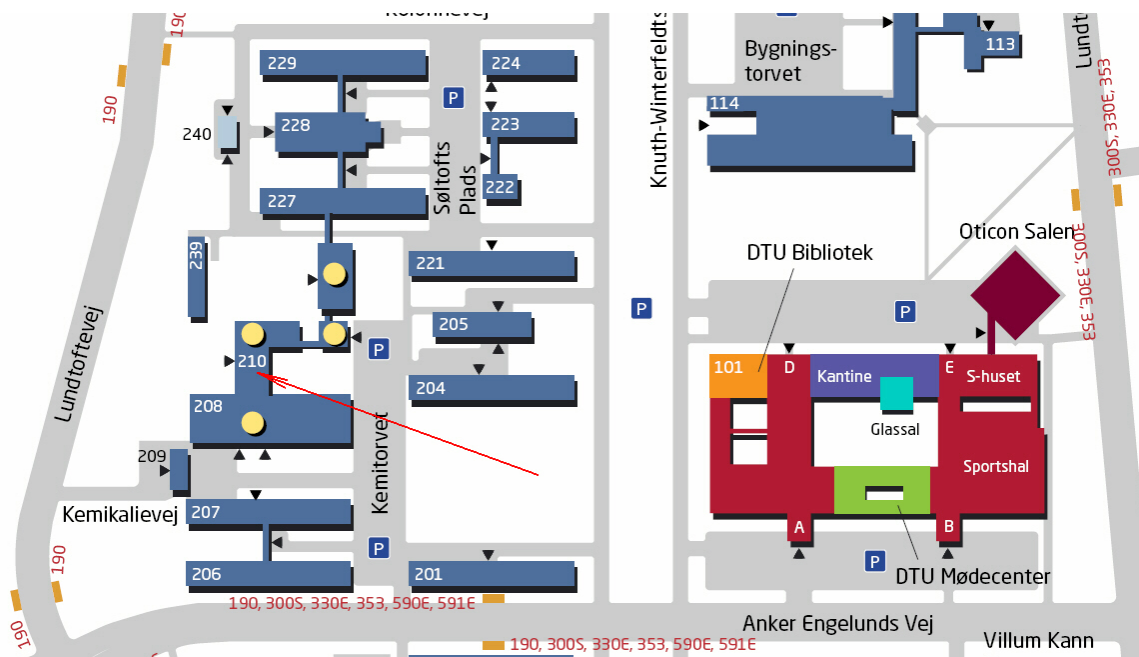 Kolonnevej
190
190
229
224
P
Bygnings-
torvet
113
Lundto
300S, 330E, 353
240
228
223
114
Knuth-Winterfeldts
222
Søltofts
Plads
227
239
221
DTU Bibliotek
Oticon Salen
300S, 330E, 353
P
P
205
P
210
101
D
Kantine
E
S-huset
204
Glassal
Lundtoftevej
208
Kemitorvet
209
Sportshal
Kemikalievej
207
A
B
190
P
P
206
201
DTU Mødecenter
190, 300S, 330E, 353, 590E, 591E
190
Anker Engelunds Vej
190, 300S, 330E, 353, 590E, 591E
Villum Kann